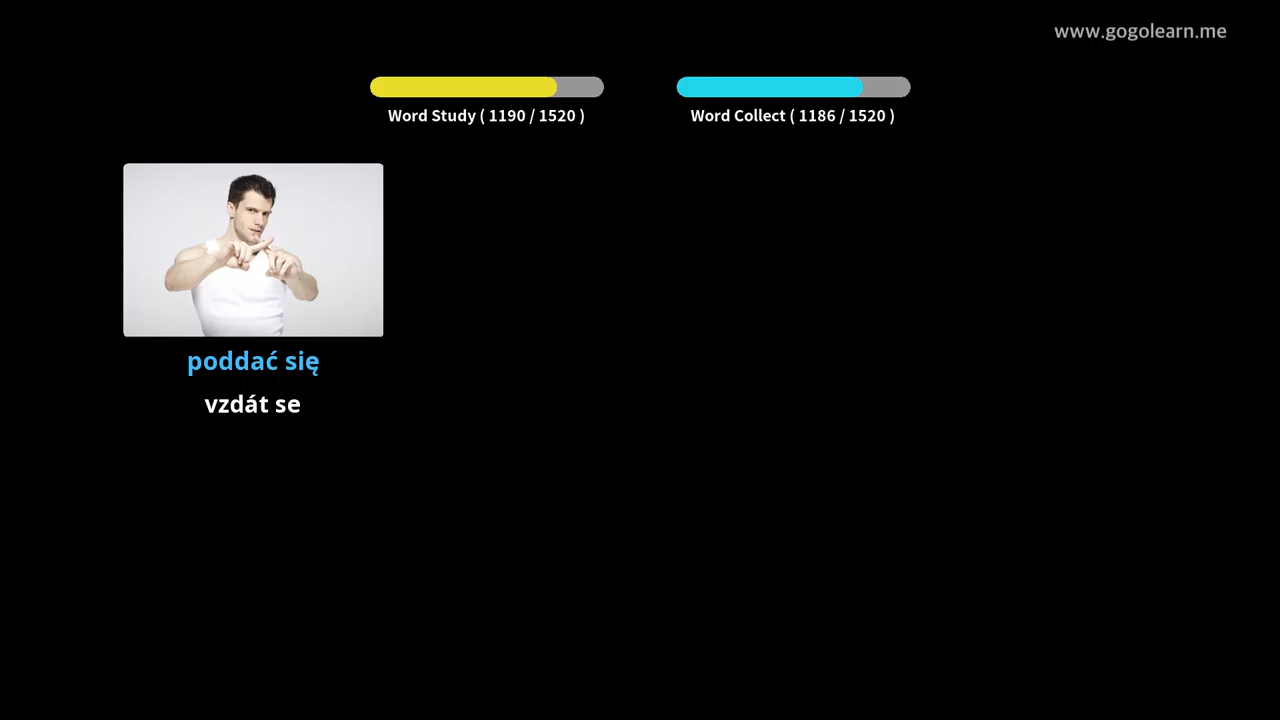 www.gogolearn.me
Word Study ( 1190 / 1520 )
Word Collect ( 1186 / 1520 )
poddać się
vzdát se